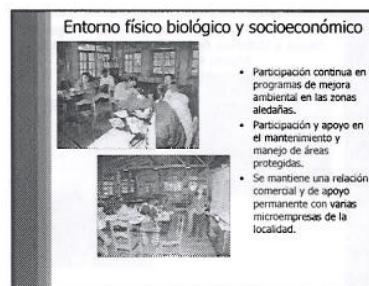 Entorno físico biológico y socioeconómico
• Participación continua en
programas de mejora
ambiental en las zonas
aledañas.
• Participación y apoyo en
el mantenimiento y
manejo de áreas
protegidas.
• Se mantiene una relación
comercial y de apoyo
permanente con varias
microempresas de la
localidad.